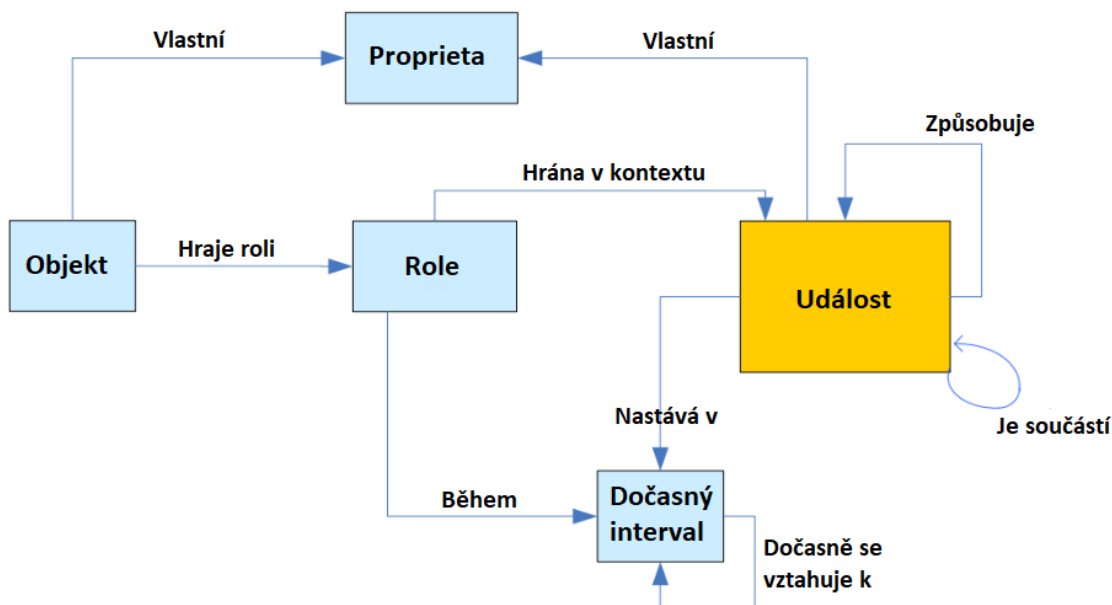 Vlastní
Vlastní
Proprieta
Způsobuje
Hrána v kontextu
Objekt
Hraje roli
Role
Událost
Nastává v
Je součástí
Během
Dočasný
interval
Dočasně se
vztahuje k